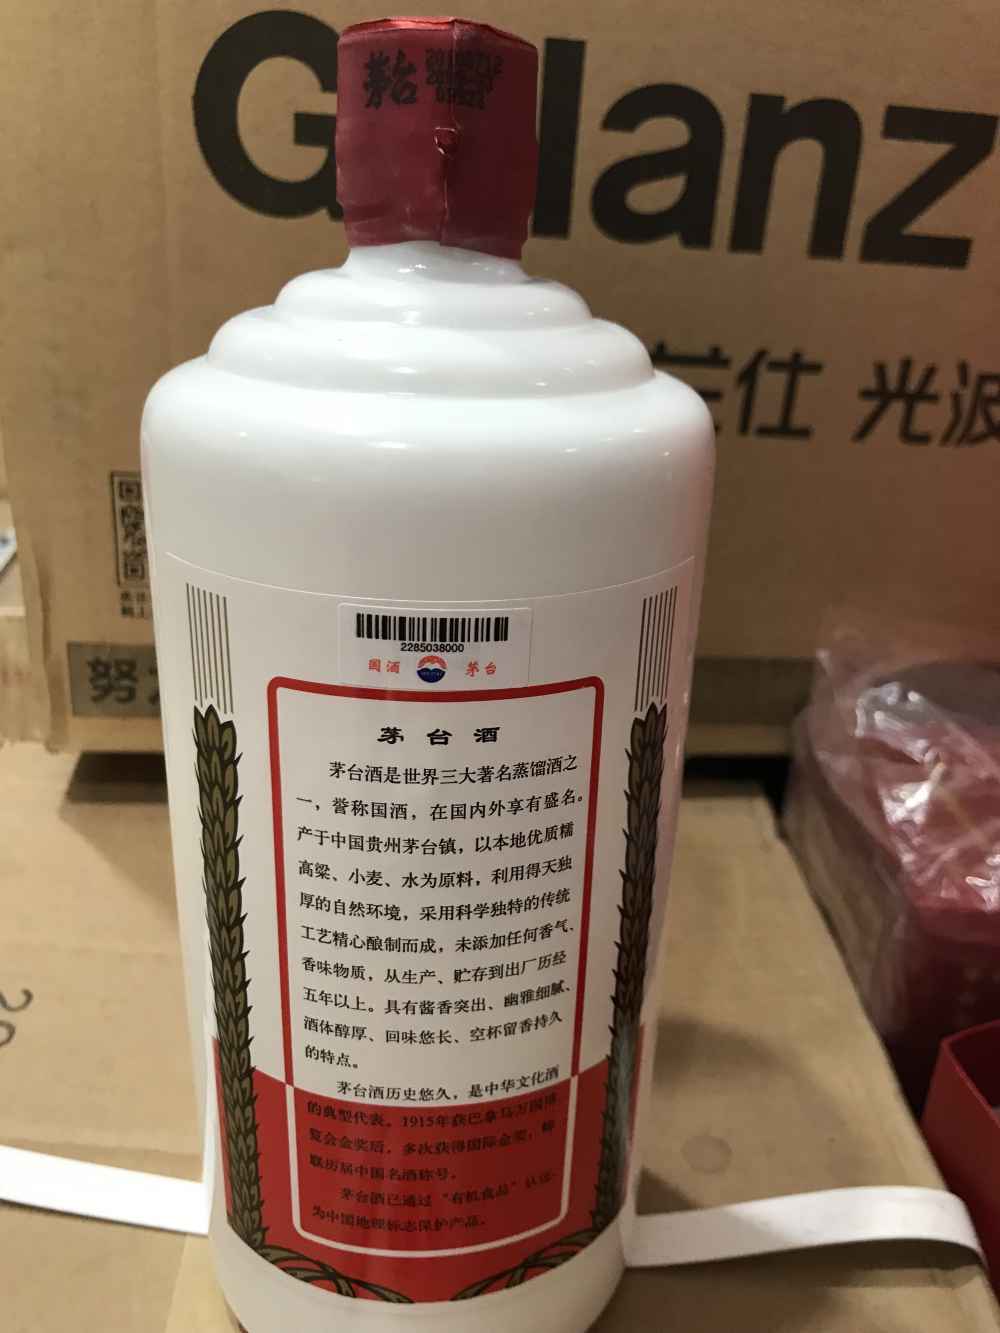 茅台
Galanz
兰仕 光波
努
2285038000
国酒 茅台
茅台酒
茅台酒是世界三大著名蒸馏酒之
一，誉称国酒，在国内外享有盛名。
产于中国贵州茅台镇，以本地优质糯
高粱、小麦、水为原料，利用得天独
厚的自然环境，采用科学独特的传统
工艺精心酿制而成，未添加任何香气、
香味物质，从生产、贮存到出厂历经
五年以上。具有酱香突出、幽雅细腻、
酒体醇厚、回味悠长、空杯留香持久
的特点。
茅台酒历史悠久，是中华文化酒
的典型代表。1915年获巴拿马万国博
览会金奖后，多次获得国际金奖，蝉
联历届中国名酒称号。
茅台酒已通过“有机食品”认证，
为中国地理标志保护产品。